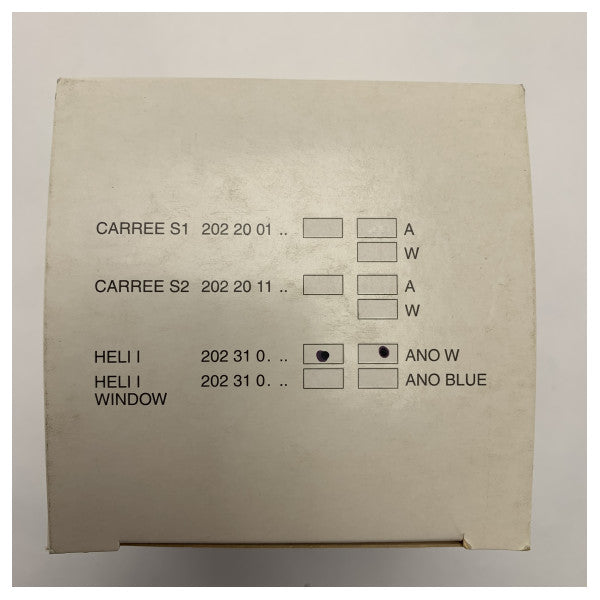 CARREE S1 202 20 01 .. A
W
CARREE S2 202 20 11 .. A
W
HELI I 202 31 0. .. ANO W
HELI I 202 31 0. .. ANO BLUE
WINDOW